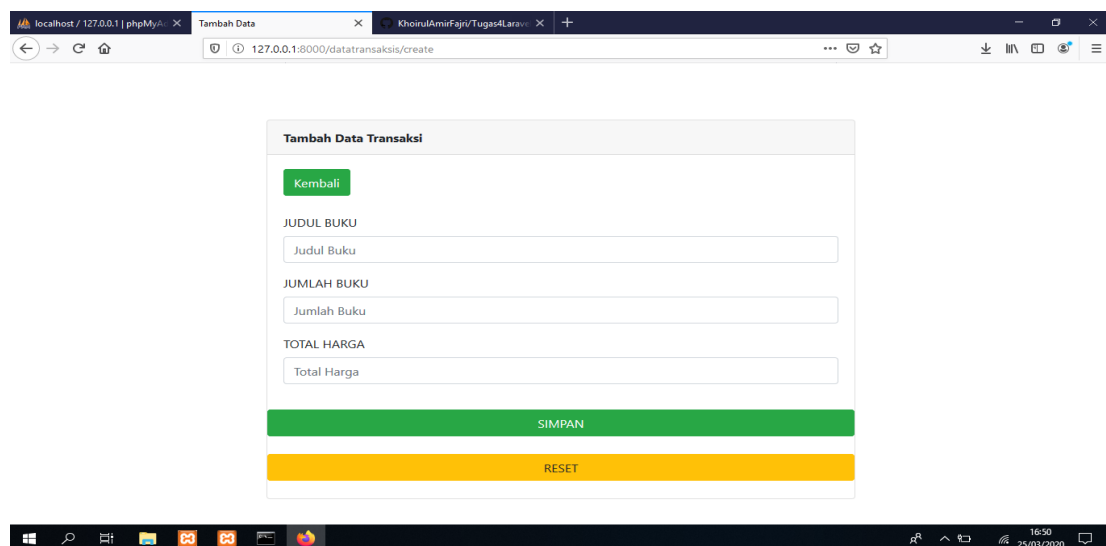 localhost / 127.0.0.1 | phpMyAd
Tambah Data
KhoirulAmirFajri/Tugas4Larave
127.0.0.1:8000/datatransaksis/create
Tambah Data Transaksi
Kembali
JUDUL BUKU
Judul Buku
JUMLAH BUKU
Jumlah Buku
TOTAL HARGA
Total Harga
SIMPAN
RESET
16:50
25/03/2020